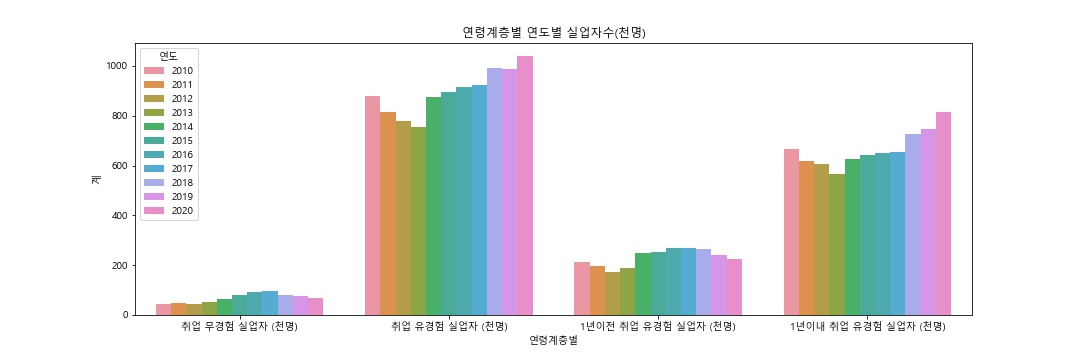 연령계층별 연도별 실업자수(천명)
연도
2010
2011
2012
2013
2014
2015
2016
2017
2018
2019
2020
1000
800
600
400
200
0
계
취업 무경험 실업자 (천명)
취업 유경험 실업자 (천명)
1년이전 취업 유경험 실업자 (천명)
1년이내 취업 유경험 실업자 (천명)
연령계층별